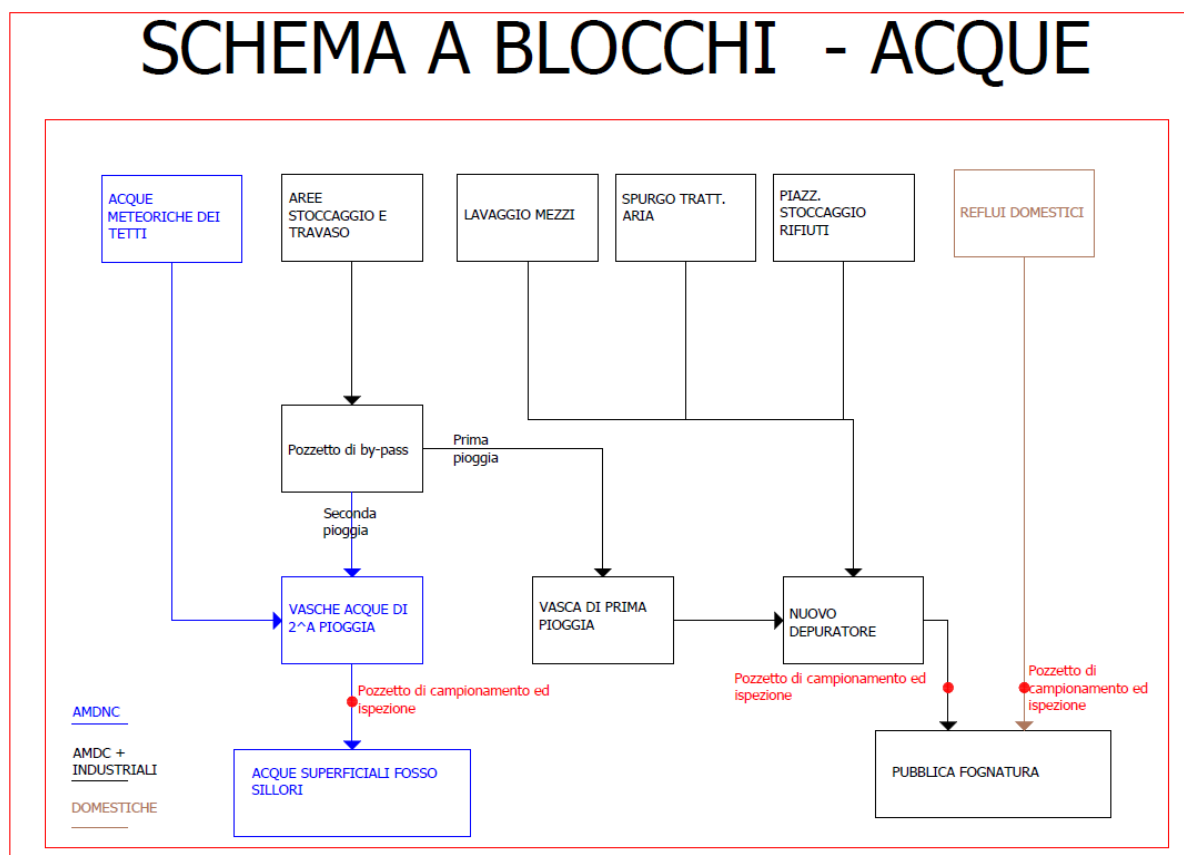 SCHEMA A BLOCCHI - ACQUE
ACQUE
METEORICHE DEI
TETTI
AREE
STOCCAGGIO E
TRAVASO
LAVAGGIO MEZZI
SPURGO TRATT.
ARIA
PIAZZ.
STOCCAGGIO
RIFIUTI
REFLUI DOMESTICI
Pozzetto di by-pass
Prima
pioggia
Seconda
pioggia
VASCHE ACQUE DI
2^A PIOGGIA
VASCA DI PRIMA
PIOGGIA
NUOVO
DEPURATORE
Pozzetto di campionamento ed
ispezione
Pozzetto di campionamento ed
ispezione
Pozzetto di
campionamento ed
ispezione
AMDNC
AMDC +
INDUSTRIALI
DOMESTICHE
ACQUE SUPERFICIALI FOSSO
SILLORI
PUBBLICA FOGNATURA